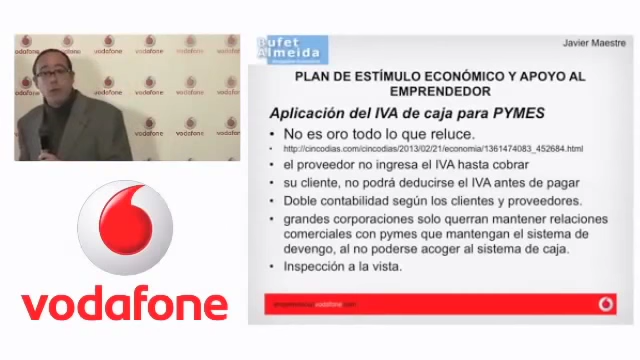 Bufet
Almeida
Javier Maestre
PLAN DE ESTÍMULO ECONÓMICO Y APOYO AL
EMPRENDEDOR
Aplicación del IVA de caja para PYMES
• No es oro todo lo que reluce.
• http://cincodias.com/cincodias/2013/02/21/economia/1361474083_452684.html
• el proveedor no ingresa el IVA hasta cobrar
• su cliente, no podrá deducirse el IVA antes de pagar
• Doble contabilidad según los clientes y proveedores.
• grandes corporaciones solo querran mantener relaciones
comerciales con pymes que mantengan el sistema de
devengo, al no poderse acoger al sistema de caja.
• Inspección a la vista.
vodafone
vodafone
vodafone
vodafone